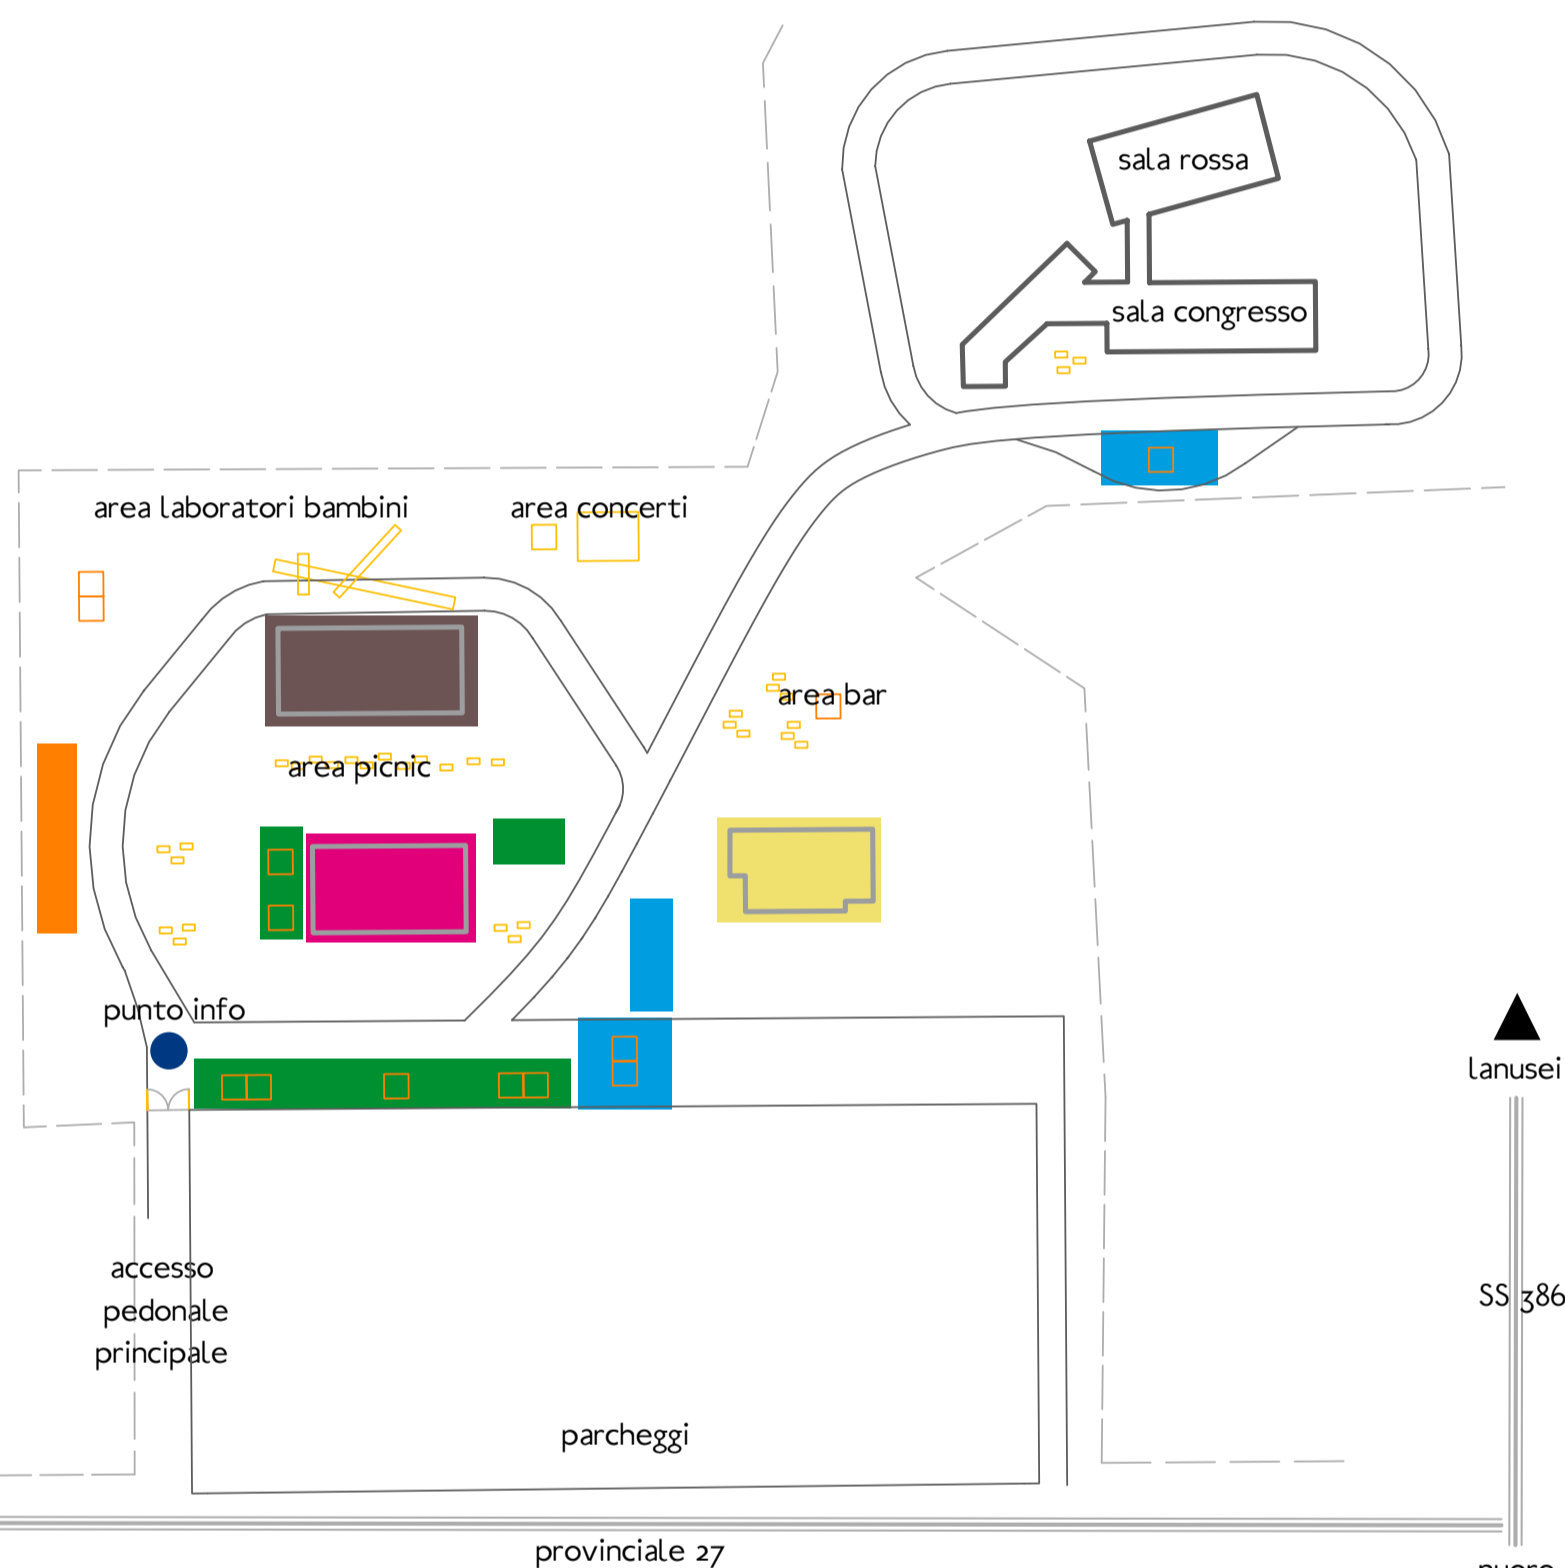 sala rossa
sala congresso
area laboratori bambini
area concerti
area bar
area picnic
punto info
lanusei
accesso
pedonale
principale
SS 386
parcheggi
provinciale 27